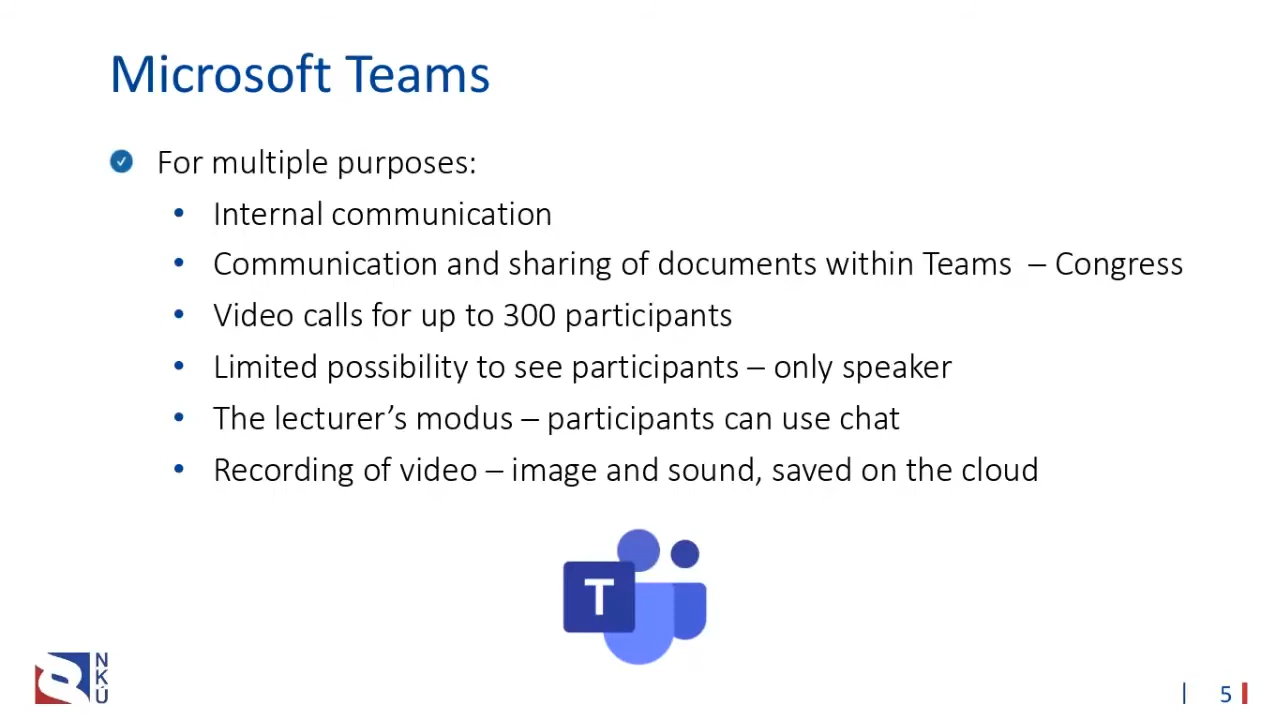 Microsoft Teams
For multiple purposes:
• Internal communication
• Communication and sharing of documents within Teams – Congress
• Video calls for up to 300 participants
• Limited possibility to see participants – only speaker
• The lecturer’s modus – participants can use chat
• Recording of video – image and sound, saved on the cloud
T
N
K
Ú
5